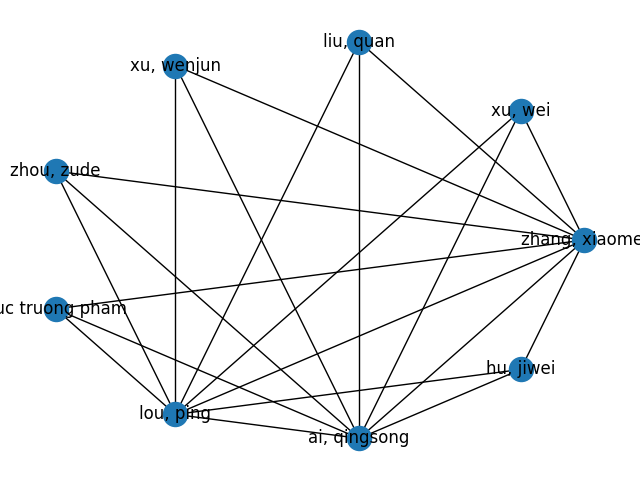 liu, quan
xu, wenjun
xu, wei
zhou, zude
zhang, xiaome
uc truong pham
hu, jiwei
lou, ping
ai, qingsong